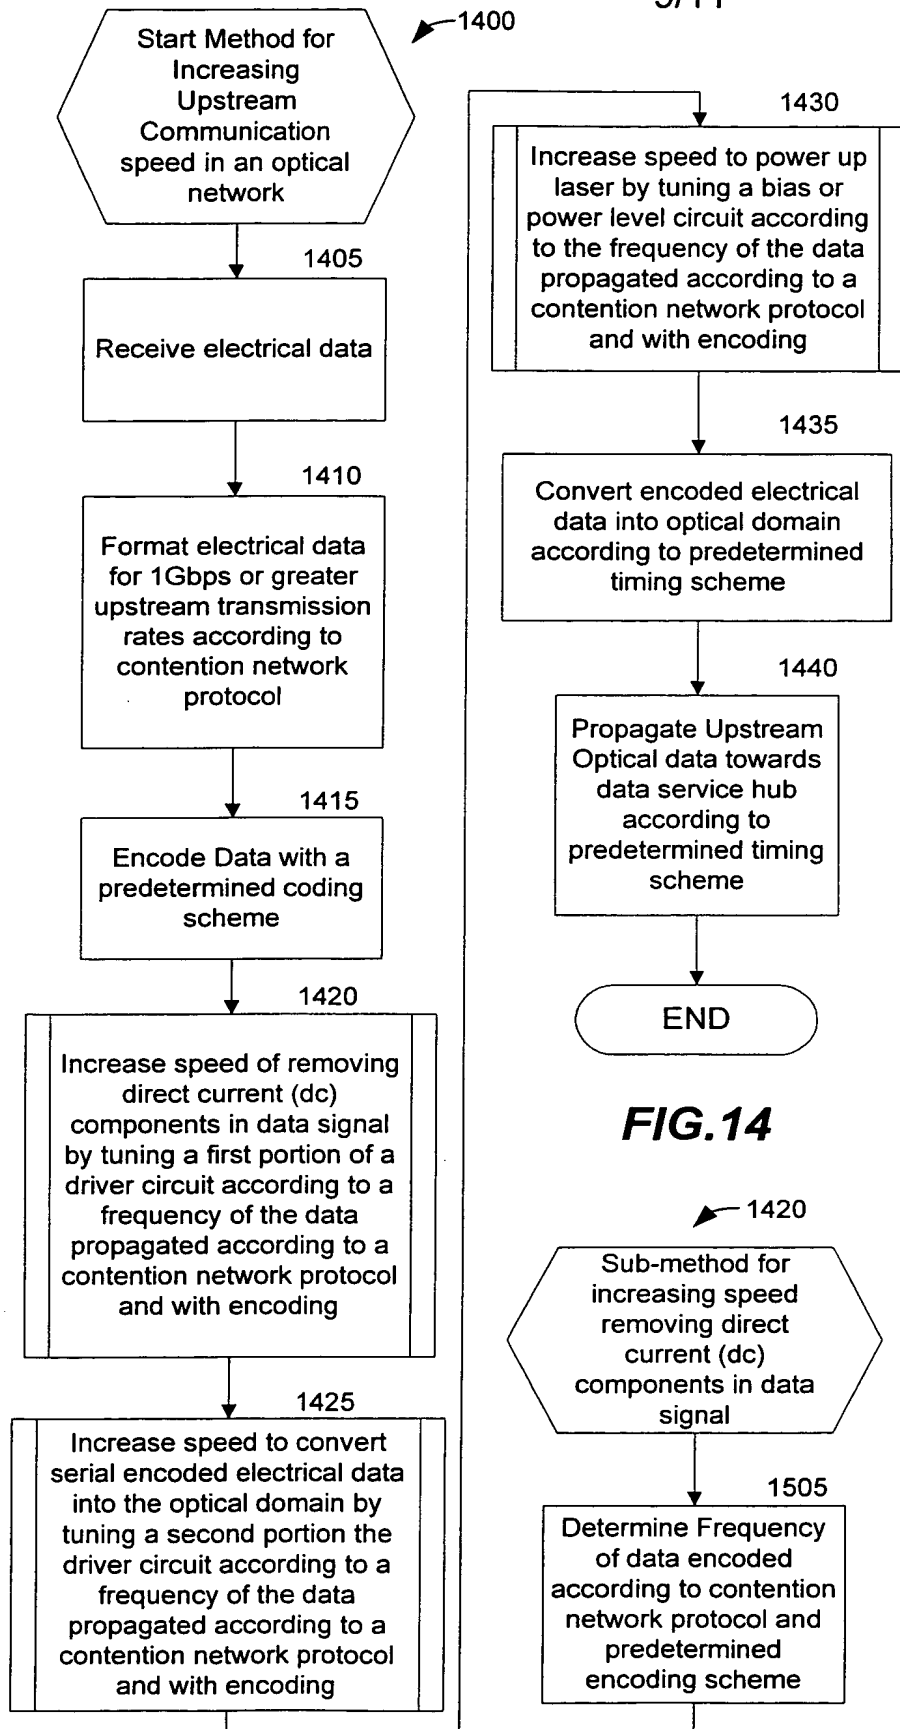 1400
Start Method for
Increasing
Upstream
Communication
speed in an optical
network
1405
Receive electrical data
1410
Format electrical data
for 1Gbps or greater
upstream transmission
rates according to
contention network
protocol
1415
Encode Data with a
predetermined coding
scheme
1420
Increase speed of removing
direct current (dc)
components in data signal
by tuning a first portion of a
driver circuit according to a
frequency of the data
propagated according to a
contention network protocol
and with encoding
1425
Increase speed to convert
serial encoded electrical data
into the optical domain by
tuning a second portion the
driver circuit according to a
frequency of the data
propagated according to a
contention network protocol
and with encoding
1430
Increase speed to power up
laser by tuning a bias or
power level circuit according
to the frequency of the data
propagated according to a
contention network protocol
and with encoding
1435
Convert encoded electrical
data into optical domain
according to predetermined
timing scheme
1440
Propagate Upstream
Optical data towards
data service hub
according to
predetermined timing
scheme
END
FIG.14
1420
Sub-method for
increasing speed
removing direct
current (dc)
components in data
signal
1505
Determine Frequency
of data encoded
according to contention
network protocol and
predetermined
encoding scheme